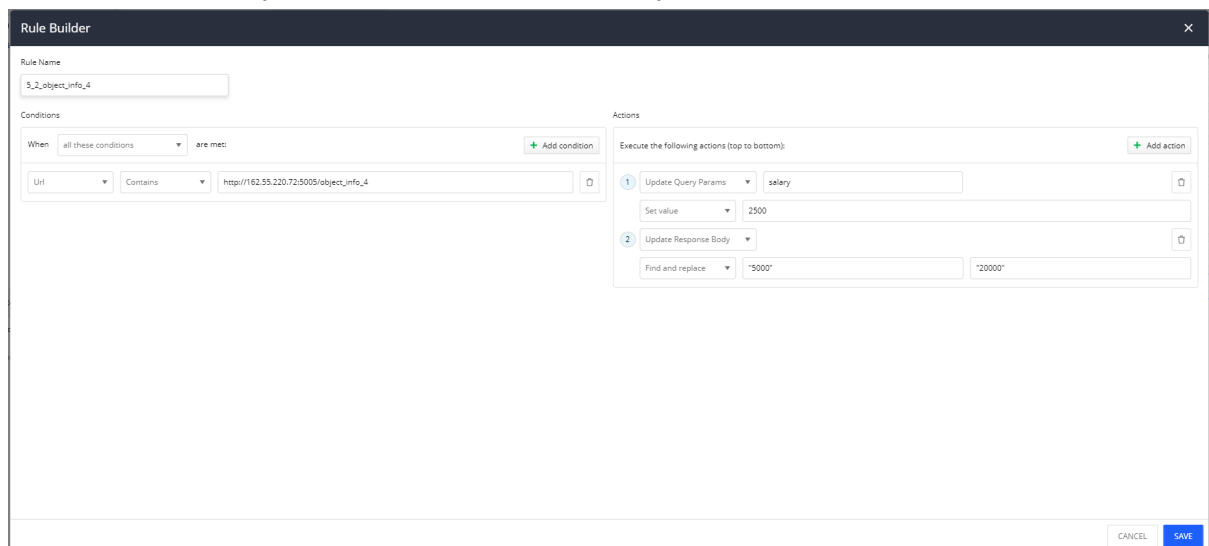 Rule Builder
Rule Name
5_2_object_info_4
Conditions
When all these conditions are met: + Add condition
Url Contains http://162.55.220.72:5005/object_info_4
Actions
Execute the following actions (top to bottom): + Add action
1 Update Query Params salary
Set value 2500
2 Update Response Body
Find and replace "5000" "20000"
CANCEL SAVE